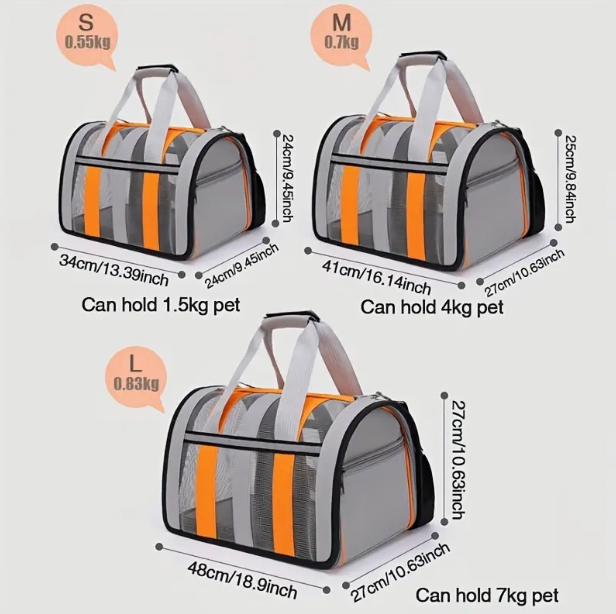 S
0.55kg
M
0.7kg
24cm/9.45inch
25cm/9.84inch
34cm/13.39inch
24cm/9.45inch
41cm/16.14inch
27cm/10.63inch
Can hold 1.5kg pet
Can hold 4kg pet
L
0.83kg
27cm/10.63inch
48cm/18.9inch
27cm/10.63inch
Can hold 7kg pet